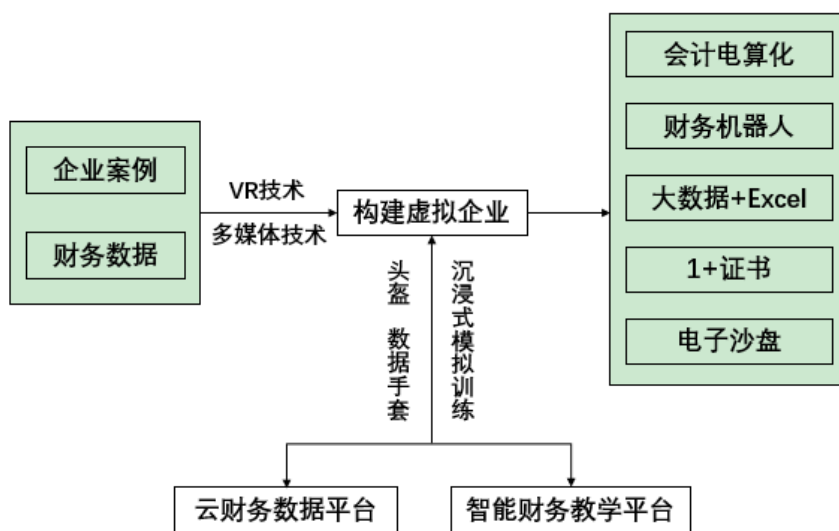 会计电算化
财务机器人
大数据+Excel
1+证书
电子沙盘
企业案例
财务数据
VR技术
多媒体技术
构建虚拟企业
头盔 数据手套
沉浸式模拟训练
云财务数据平台
智能财务教学平台